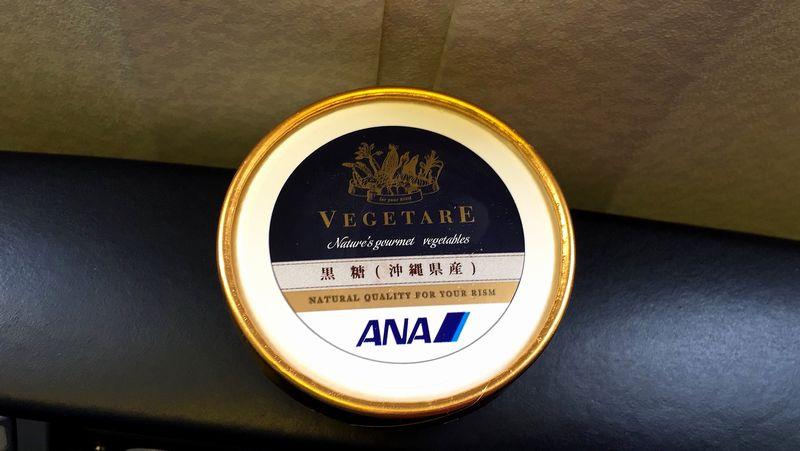 for your RISM
VEGETARE
Nature's gourmet vegetables
黒糖(沖縄県産)
NATURAL QUALITY FOR YOUR RISM
ANA